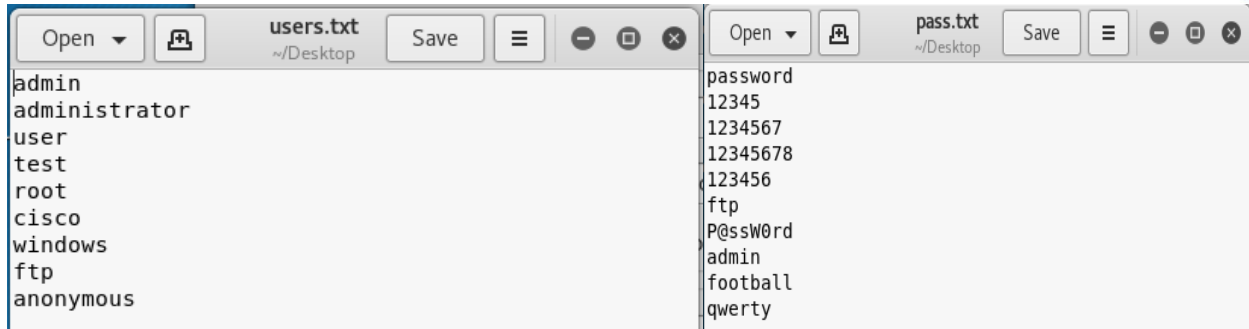 Open
users.txt
~/Desktop
Save
admin
administrator
user
test
root
cisco
windows
ftp
anonymous
Open
pass.txt
~/Desktop
Save
password
12345
1234567
12345678
123456
ftp
P@ssW0rd
admin
football
qwerty